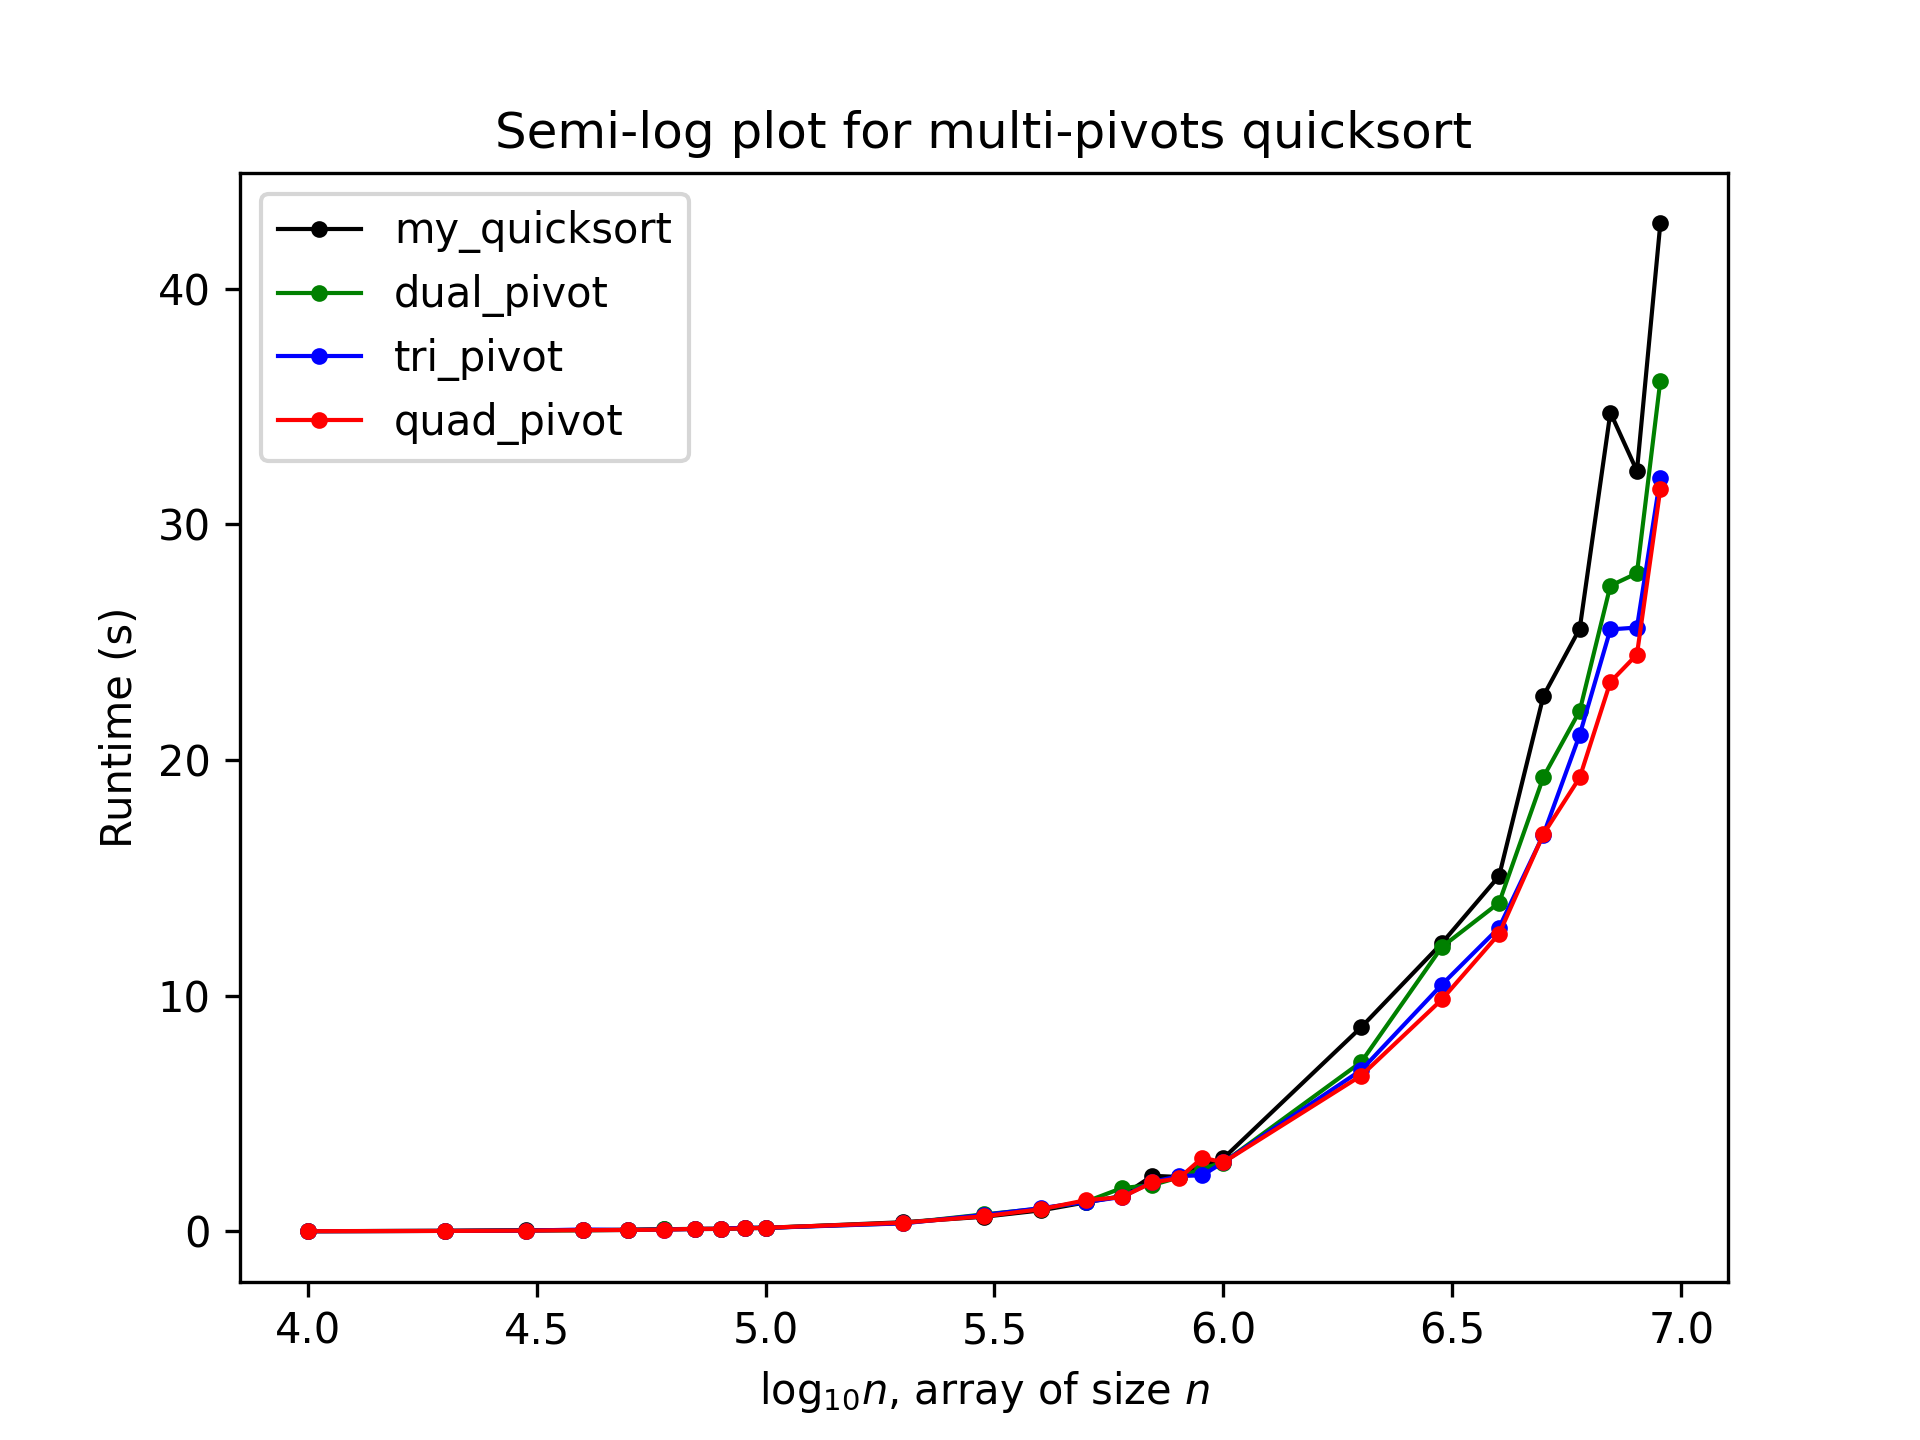 Semi-log plot for multi-pivots quicksort
my_quicksort
dual_pivot
tri_pivot
quad_pivot
40
30
20
10
0
Runtime (s)
4.0 4.5 5.0 5.5 6.0 6.5 7.0
log₁₀n, array of size n